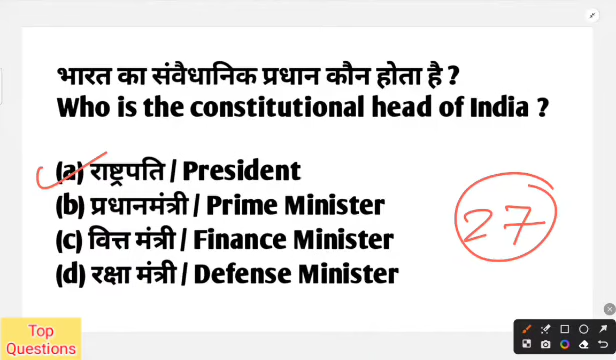 भारत का संवैधानिक प्रधान कौन होता है ?
Who is the constitutional head of India ?
(a) राष्ट्रपति / President
(b) प्रधानमंत्री / Prime Minister
(c) वित्त मंत्री / Finance Minister
(d) रक्षा मंत्री / Defense Minister
27
Top
Questions